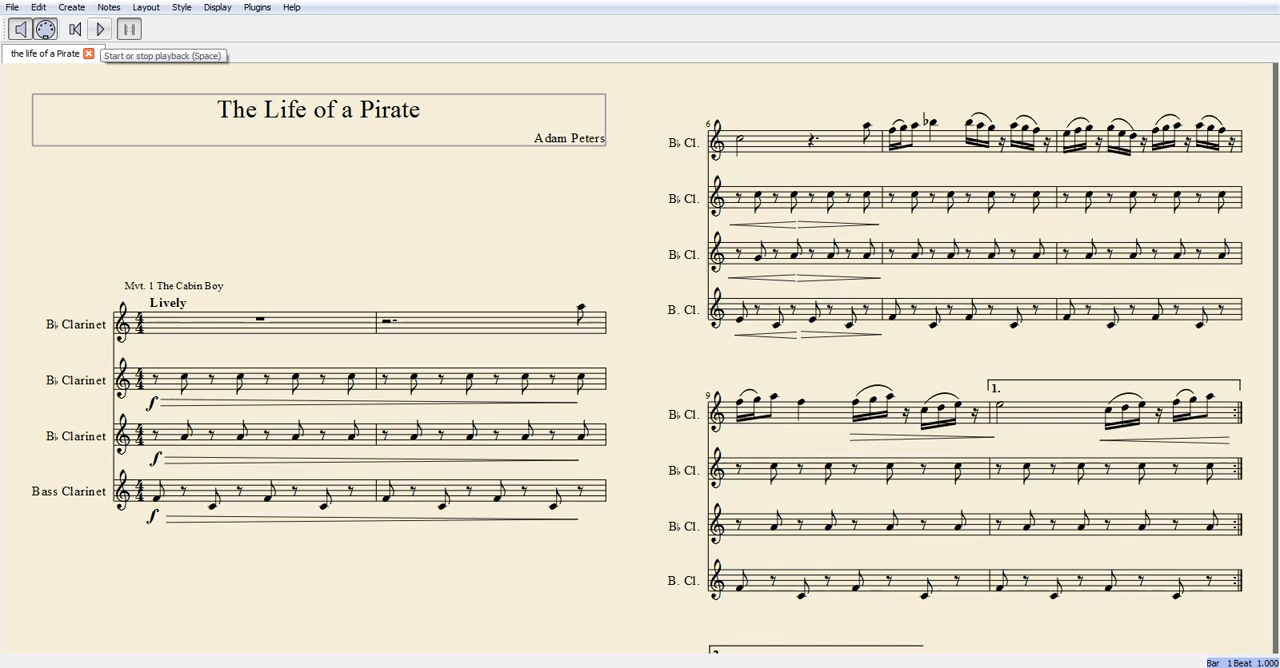 File Edit Create Notes Layout Style Display Plugins Help
the life of a Pirate
Start or stop playback (Space)
The Life of a Pirate
Adam Peters
Mvt. 1 The Cabin Boy
Lively
B♭ Clarinet
B♭ Clarinet
f
B♭ Clarinet
f
Bass Clarinet
f
6
B♭ Cl.
B♭ Cl.
B♭ Cl.
B. Cl.
9
1.
B♭ Cl.
B♭ Cl.
B♭ Cl.
B. Cl.
Bar 1 Beat 1.000